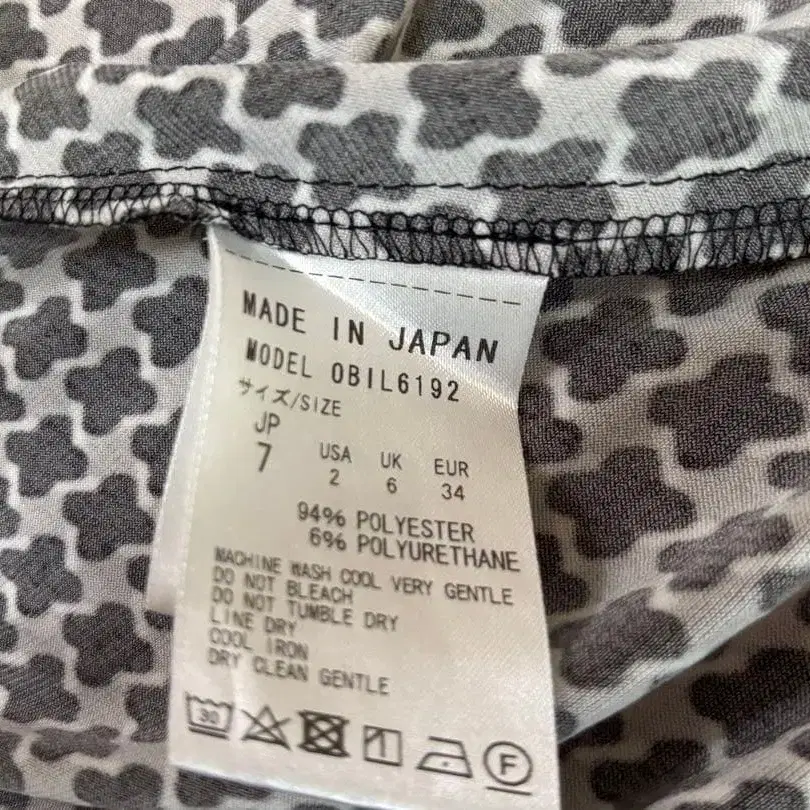 MADE IN JAPAN
MODEL OBIL6192
サイズ/SIZE
JP USA UK EUR
7 2 6 34
94% POLYESTER
6% POLYURETHANE
MACHINE WASH COOL VERY GENTLE
DO NOT BLEACH
DO NOT TUMBLE DRY
LINE DRY
COOL IRON
DRY CLEAN GENTLE
30 F